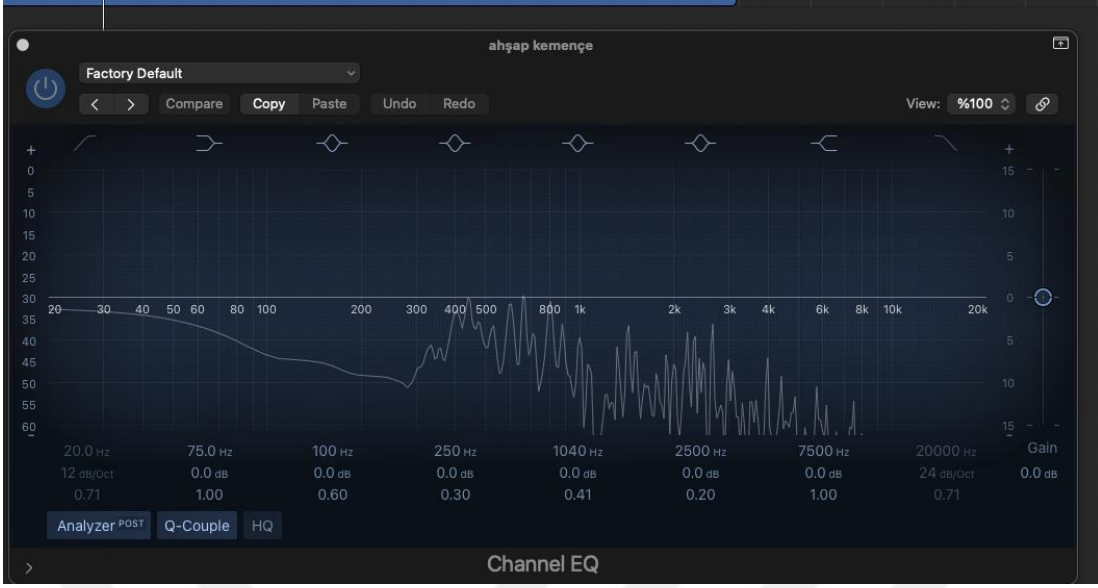 ahşap kemençe
Factory Default
Compare Copy Paste Undo Redo View: %100
+ +
0 15
5
10 10
15
20 5
25
30 0
20 30 40 50 60 80 100 200 300 400 500 800 1k 2k 3k 4k 6k 8k 10k 20k
35
40 5
45
50 10
55
60 15
- -
20.0 Hz 75.0 Hz 100 Hz 250 Hz 1040 Hz 2500 Hz 7500 Hz 20000 Hz Gain
12 dB/Oct 0.0 dB 0.0 dB 0.0 dB 0.0 dB 0.0 dB 0.0 dB 24 dB/Oct 0.0 dB
0.71 1.00 0.60 0.30 0.41 0.20 1.00 0.71
Analyzer POST Q-Couple HQ
Channel EQ